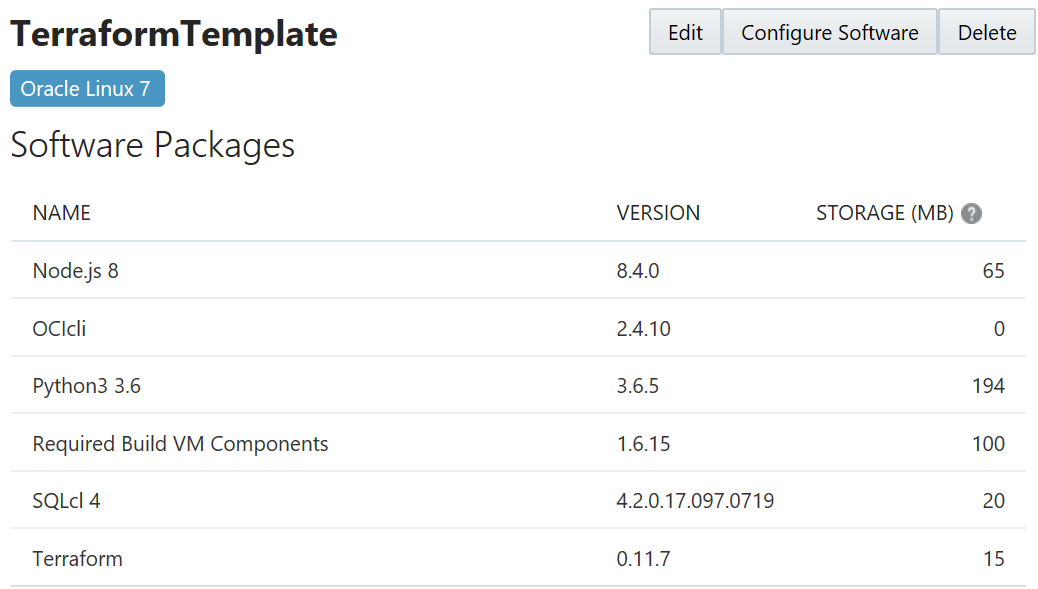 TerraformTemplate Edit Configure Software Delete
Oracle Linux 7
Software Packages
NAME VERSION STORAGE (MB) ?
Node.js 8 8.4.0 65
OCIcli 2.4.10 0
Python3 3.6 3.6.5 194
Required Build VM Components 1.6.15 100
SQLcl 4 4.2.0.17.097.0719 20
Terraform 0.11.7 15